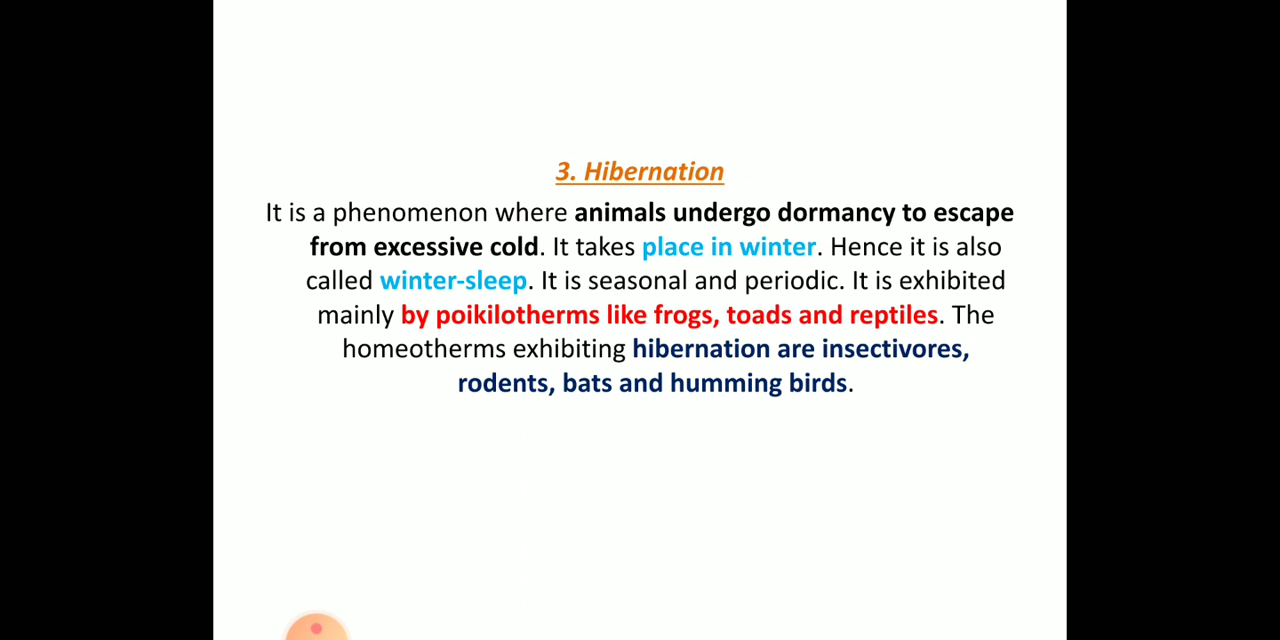 3. Hibernation
It is a phenomenon where animals undergo dormancy to escape
from excessive cold. It takes place in winter. Hence it is also
called winter-sleep. It is seasonal and periodic. It is exhibited
mainly by poikilotherms like frogs, toads and reptiles. The
homeotherms exhibiting hibernation are insectivores,
rodents, bats and humming birds.